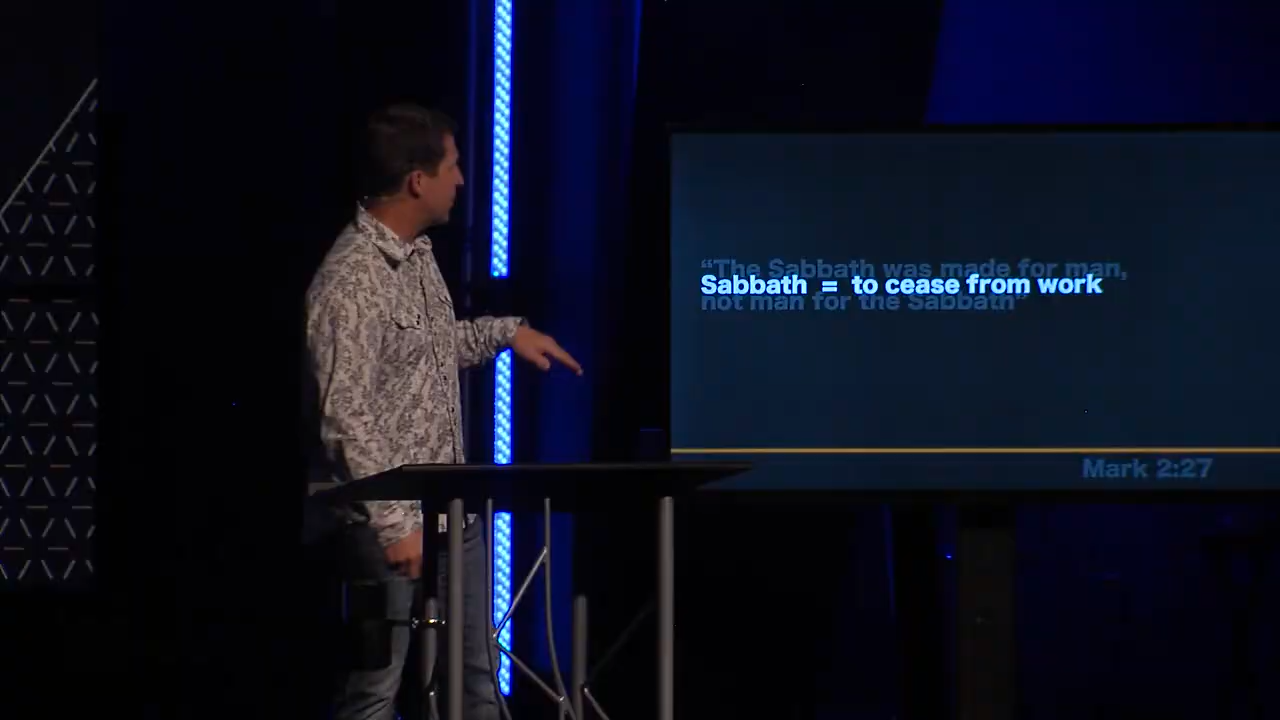 “The Sabbath was made for man,
Sabbath = to cease from work
not man for the Sabbath”
Mark 2:27